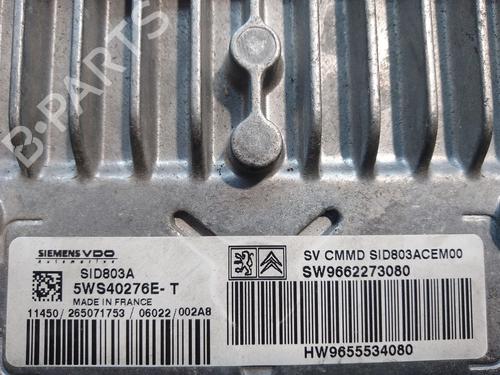 B-PARTS
SIEMENS VDO
Automotive
SID803A
5WS40276E- T
MADE IN FRANCE
11450/ 265071753 /06022 /002A8
SV CMMD SID803ACEM00
SW9662273080
HW9655534080